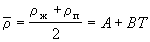 ρ̅ = (ρж + ρп) / 2 = A + BT